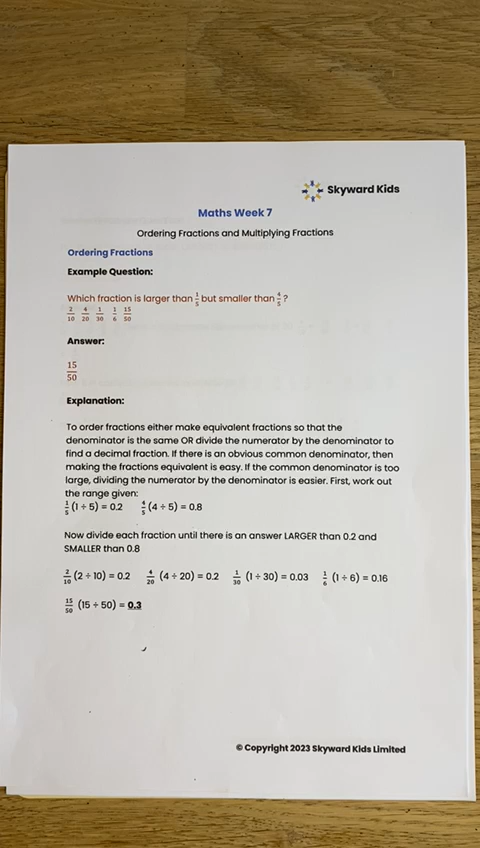 Skyward Kids
Maths Week 7
Ordering Fractions and Multiplying Fractions
Ordering Fractions
Example Question:
Which fraction is larger than 1/5 but smaller than 4/5?
2/10 4/20 1/30 1/6 15/50
Answer:
15/50
Explanation:
To order fractions either make equivalent fractions so that the
denominator is the same OR divide the numerator by the denominator to
find a decimal fraction. If there is an obvious common denominator, then
making the fractions equivalent is easy. If the common denominator is too
large, dividing the numerator by the denominator is easier. First, work out
the range given:
1/5 (1 ÷ 5) = 0.2 4/5 (4 ÷ 5) = 0.8
Now divide each fraction until there is an answer LARGER than 0.2 and
SMALLER than 0.8
2/10 (2 ÷ 10) = 0.2 4/20 (4 ÷ 20) = 0.2 1/30 (1 ÷ 30) = 0.03 1/6 (1 ÷ 6) = 0.16
15/50 (15 ÷ 50) = 0.3
© Copyright 2023 Skyward Kids Limited